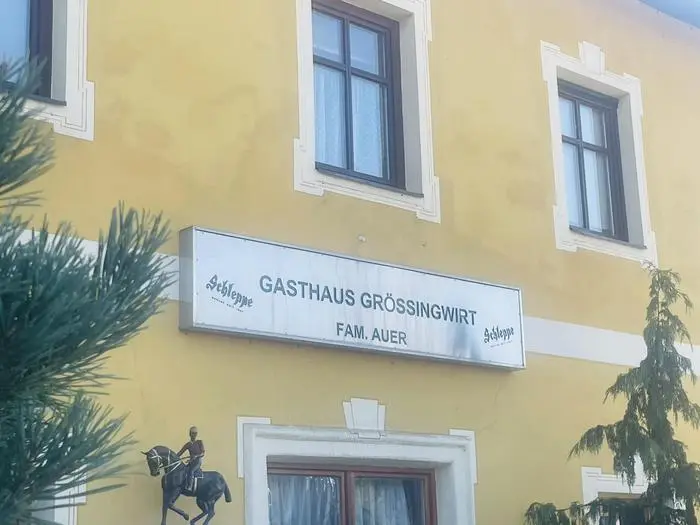 Schleppe
GASTHAUS GRÖSSINGWIRT
FAM. AUER
Schleppe